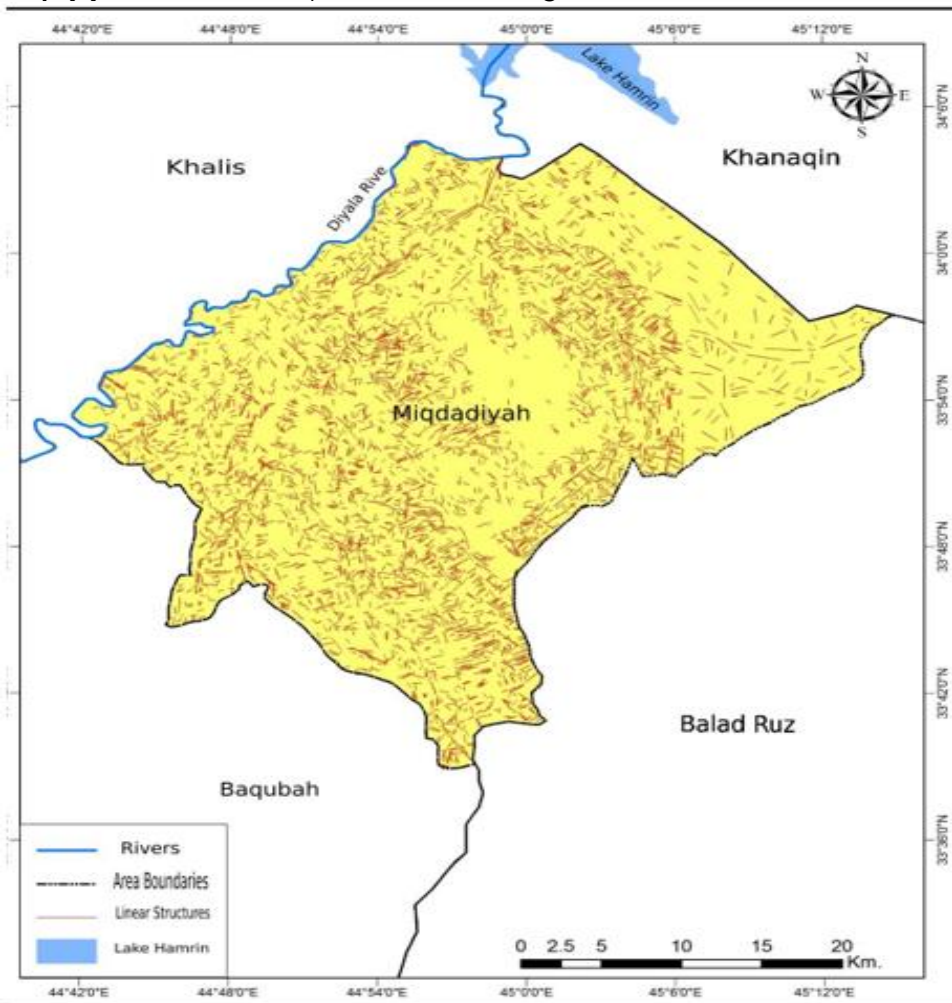 44°42'0"E 44°48'0"E 44°54'0"E 45°0'0"E 45°6'0"E 45°12'0"E
Lake Hamrin
N
W E
S
34°6'0"N
Khalis
Khanaqin
Diyala Rive
34°0'0"N
33°54'0"N
Miqdadiyah
33°48'0"N
33°42'0"N
Balad Ruz
Baqubah
33°36'0"N
Rivers
Area Boundaries
Linear Structures
Lake Hamrin
0 2.5 5 10 15 20
Km.
44°42'0"E 44°48'0"E 44°54'0"E 45°0'0"E 45°6'0"E 45°12'0"E